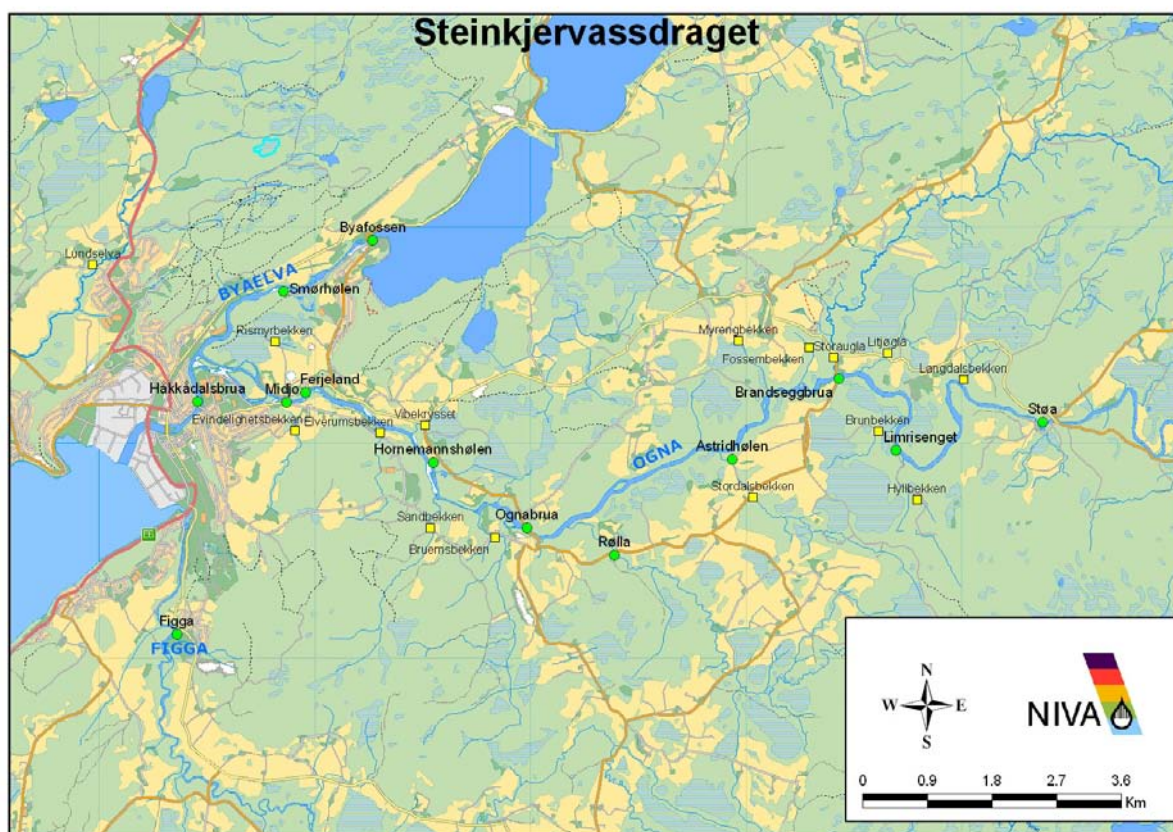 Steinkjervassdraget
Byafossen
Lundselva
BYAELVA
Smørhølen
Rismyrbekken
Myrengbekken
Fossembekken
Storaugla
Litjøgla
Langdalsbekken
Hakkadalsbrua
Midjo
Ferjeland
Brandseggbrua
Evindelighetsbekken
Elverumsbekken
Vibekrysset
Brunbekken
Støa
Hornemannshølen
OGNA
Astridhølen
Limrisenget
Stordalsbekken
Hyllbekken
Sandbekken
Ognabrua
Bruemsbekken
Rølla
Figga
FIGGA
N
W E
S
NIVA
0 0.9 1.8 2.7 3.6
Km